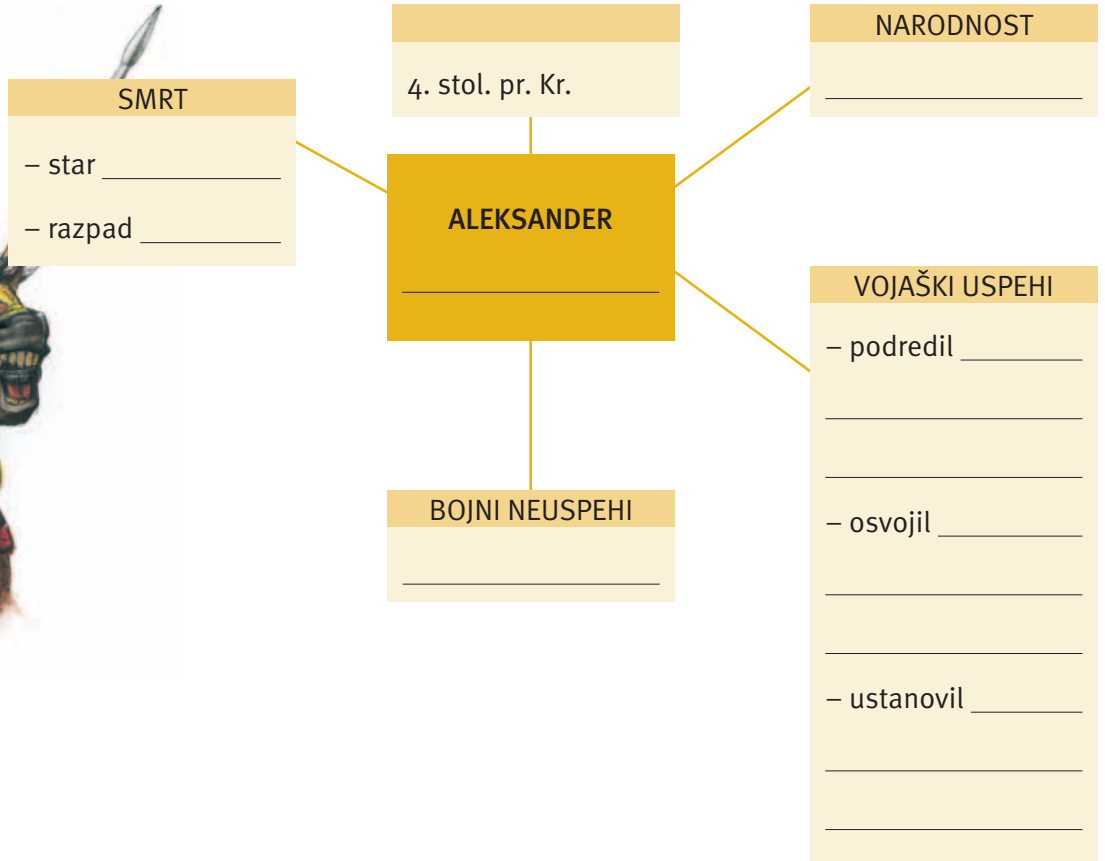 4. stol. pr. Kr.
NARODNOST
SMRT
– star
– razpad
ALEKSANDER
VOJAŠKI USPEHI
– podredil
– osvojil
– ustanovil
BOJNI NEUSPEHI